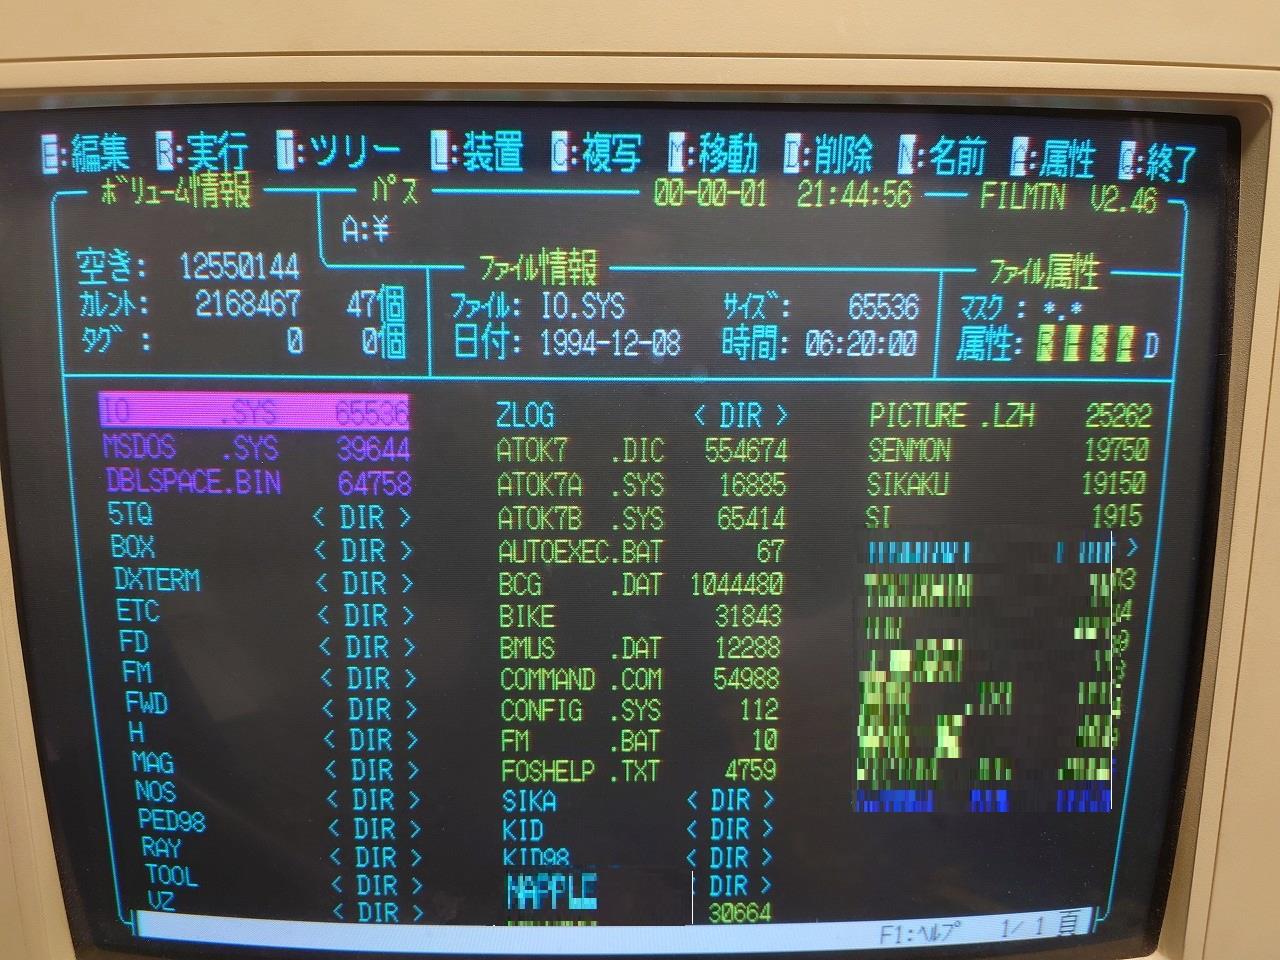 E:編集 R:実行 T:ツリー L:装置 C:複写 M:移動 D:削除 N:名前 A:属性 Q:終了
ボリューム情報 パス 00-00-01 21:44:56 FILMTN V2.46
A:¥
空き: 12550144 ファイル情報 ファイル属性
カレント: 2168467 47個 ファイル: IO.SYS サイズ: 65536 マスク : *.*
タグ : 0 0個 日付: 1994-12-08 時間: 06:20:00 属性: R H S A D
IO .SYS 65536 ZLOG < DIR > PICTURE .LZH 25262
MSDOS .SYS 39644 ATOK7 .DIC 554674 SENMON 19750
DBLSPACE.BIN 64758 ATOK7A .SYS 16885 SIKAKU 19150
5TQ < DIR > ATOK7B .SYS 65414 SI 1915
BOX < DIR > AUTOEXEC.BAT 67
DXTERM < DIR > BCG .DAT 1044480
ETC < DIR > BIKE 31843
FD < DIR > BMUS .DAT 12288
FM < DIR > COMMAND .COM 54988
FWD < DIR > CONFIG .SYS 112
H < DIR > FM .BAT 10
MAG < DIR > FOSHELP .TXT 4759
NOS < DIR > SIKA < DIR >
PED98 < DIR > KID < DIR >
RAY < DIR > KID98 < DIR >
TOOL < DIR > < DIR >
VZ < DIR > 30664
F1:ヘルプ 1/ 1 頁